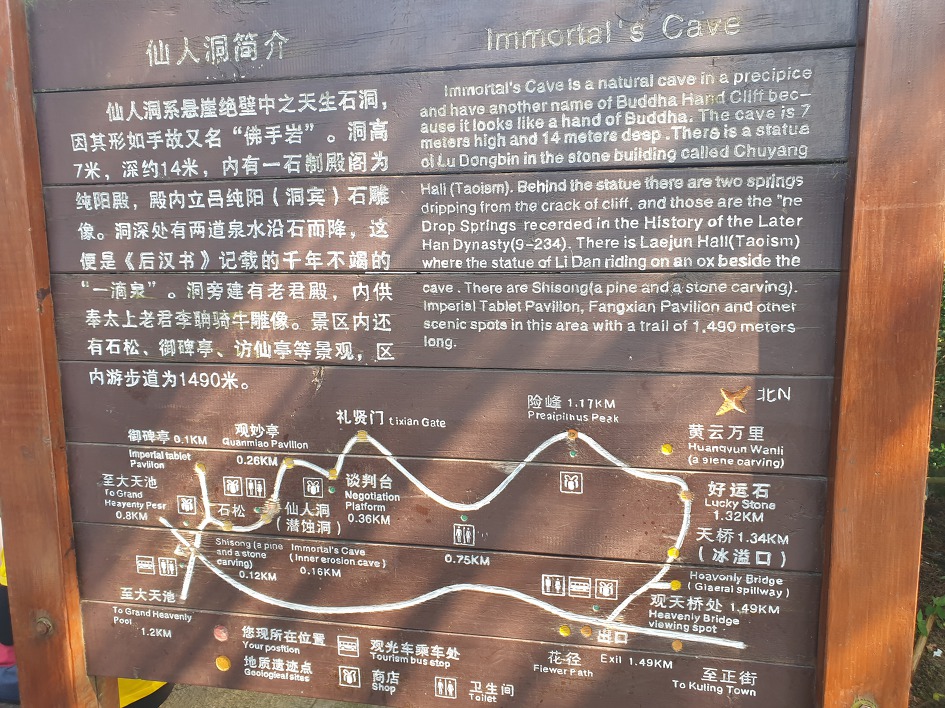 仙人洞简介
Immortal's Cave
仙人洞系悬崖绝壁中之天生石洞，
因其形如手故又名“佛手岩”。洞高
7米，深约14米，内有一石制殿阁为
纯阳殿，殿内立吕纯阳（洞宾）石雕
像。洞深处有两道泉水沿石而降，这
便是《后汉书》记载的千年不竭的
“一滴泉”。洞旁建有老君殿，内供
奉太上老君李聃骑牛雕像。景区内还
有石松、御碑亭、访仙亭等景观，区
内游步道为1490米。
Immortal's Cave is a natural cave in a precipice
and have another name of Buddha Hand Cliff bec-
ause it looks like a hand of Buddha. The cave is 7
meters high and 14 meters deep .There is a statua
of Lu Dongbin in the stone building called Chuyang
Hall (Taoism). Behind the statue there are two springs
dripping from the crack of cliff, and those are the "ne
Drop Springs recorded in the History of the Later
Han Dynasty(9-234). There is Laejun Hall(Taoism)
where the statue of Li Dan riding on an ox beside the
cave . There are Shisong(a pine and a stone carving).
Imperial Tablet Pavilion, Fangxian Pavilion and other
scenic spots in this area with a trail of 1,490 meters
long.
北N
礼贤门 tixian Gate
险峰 1.17KM
Preipithus Peak
御碑亭 0.1KM
Imperial tablet
Pavilion
观妙亭
Quanmiao Pavilion
0.26KM
黄云万里
Huangyun Wanli
(a stene carving)
至大天池
To Grand
Heavenly Pesr
0.8KM
石松
仙人洞
（潜蚀洞）
谈判台
Negotiation
Platform
0.36KM
好运石
Lucky Stone
1.32KM
天桥 1.34KM
（冰溢口）
Heavenly Bridge
(Glaeral spillway)
Shisong (a pine
and a stone
carving)
0.12KM
Immortal's Cave
(inner erosion cave)
0.16KM
0.75KM
观天桥处 1.49KM
Heavenly Bridge
viewing spot
至大天池
To Grand Heavenly
Pool
1.2KM
出口
Exil 1.49KM
花径
Flewer Path
至正街
To Kuling Town
您现所在位置
Your position
观光车乘车处
Tourism bus stop
地质遗迹点
Geological sites
商店
Shop
卫生间
Toilet